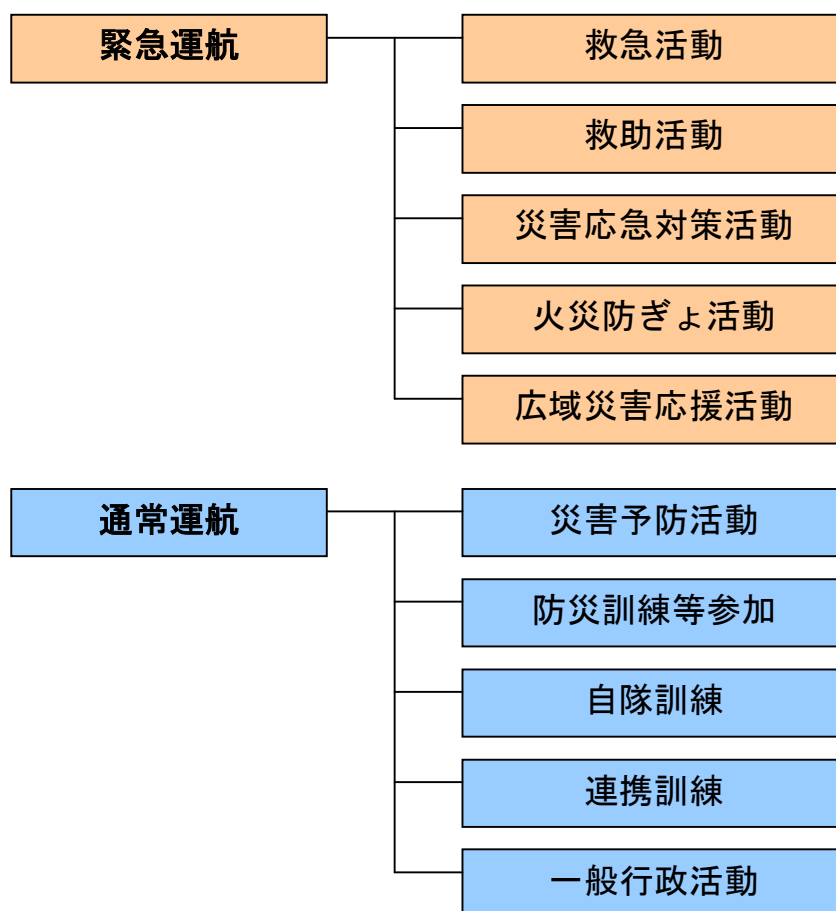 緊急運航
救急活動
救助活動
災害応急対策活動
火災防ぎょ活動
広域災害応援活動
通常運航
災害予防活動
防災訓練等参加
自隊訓練
連携訓練
一般行政活動